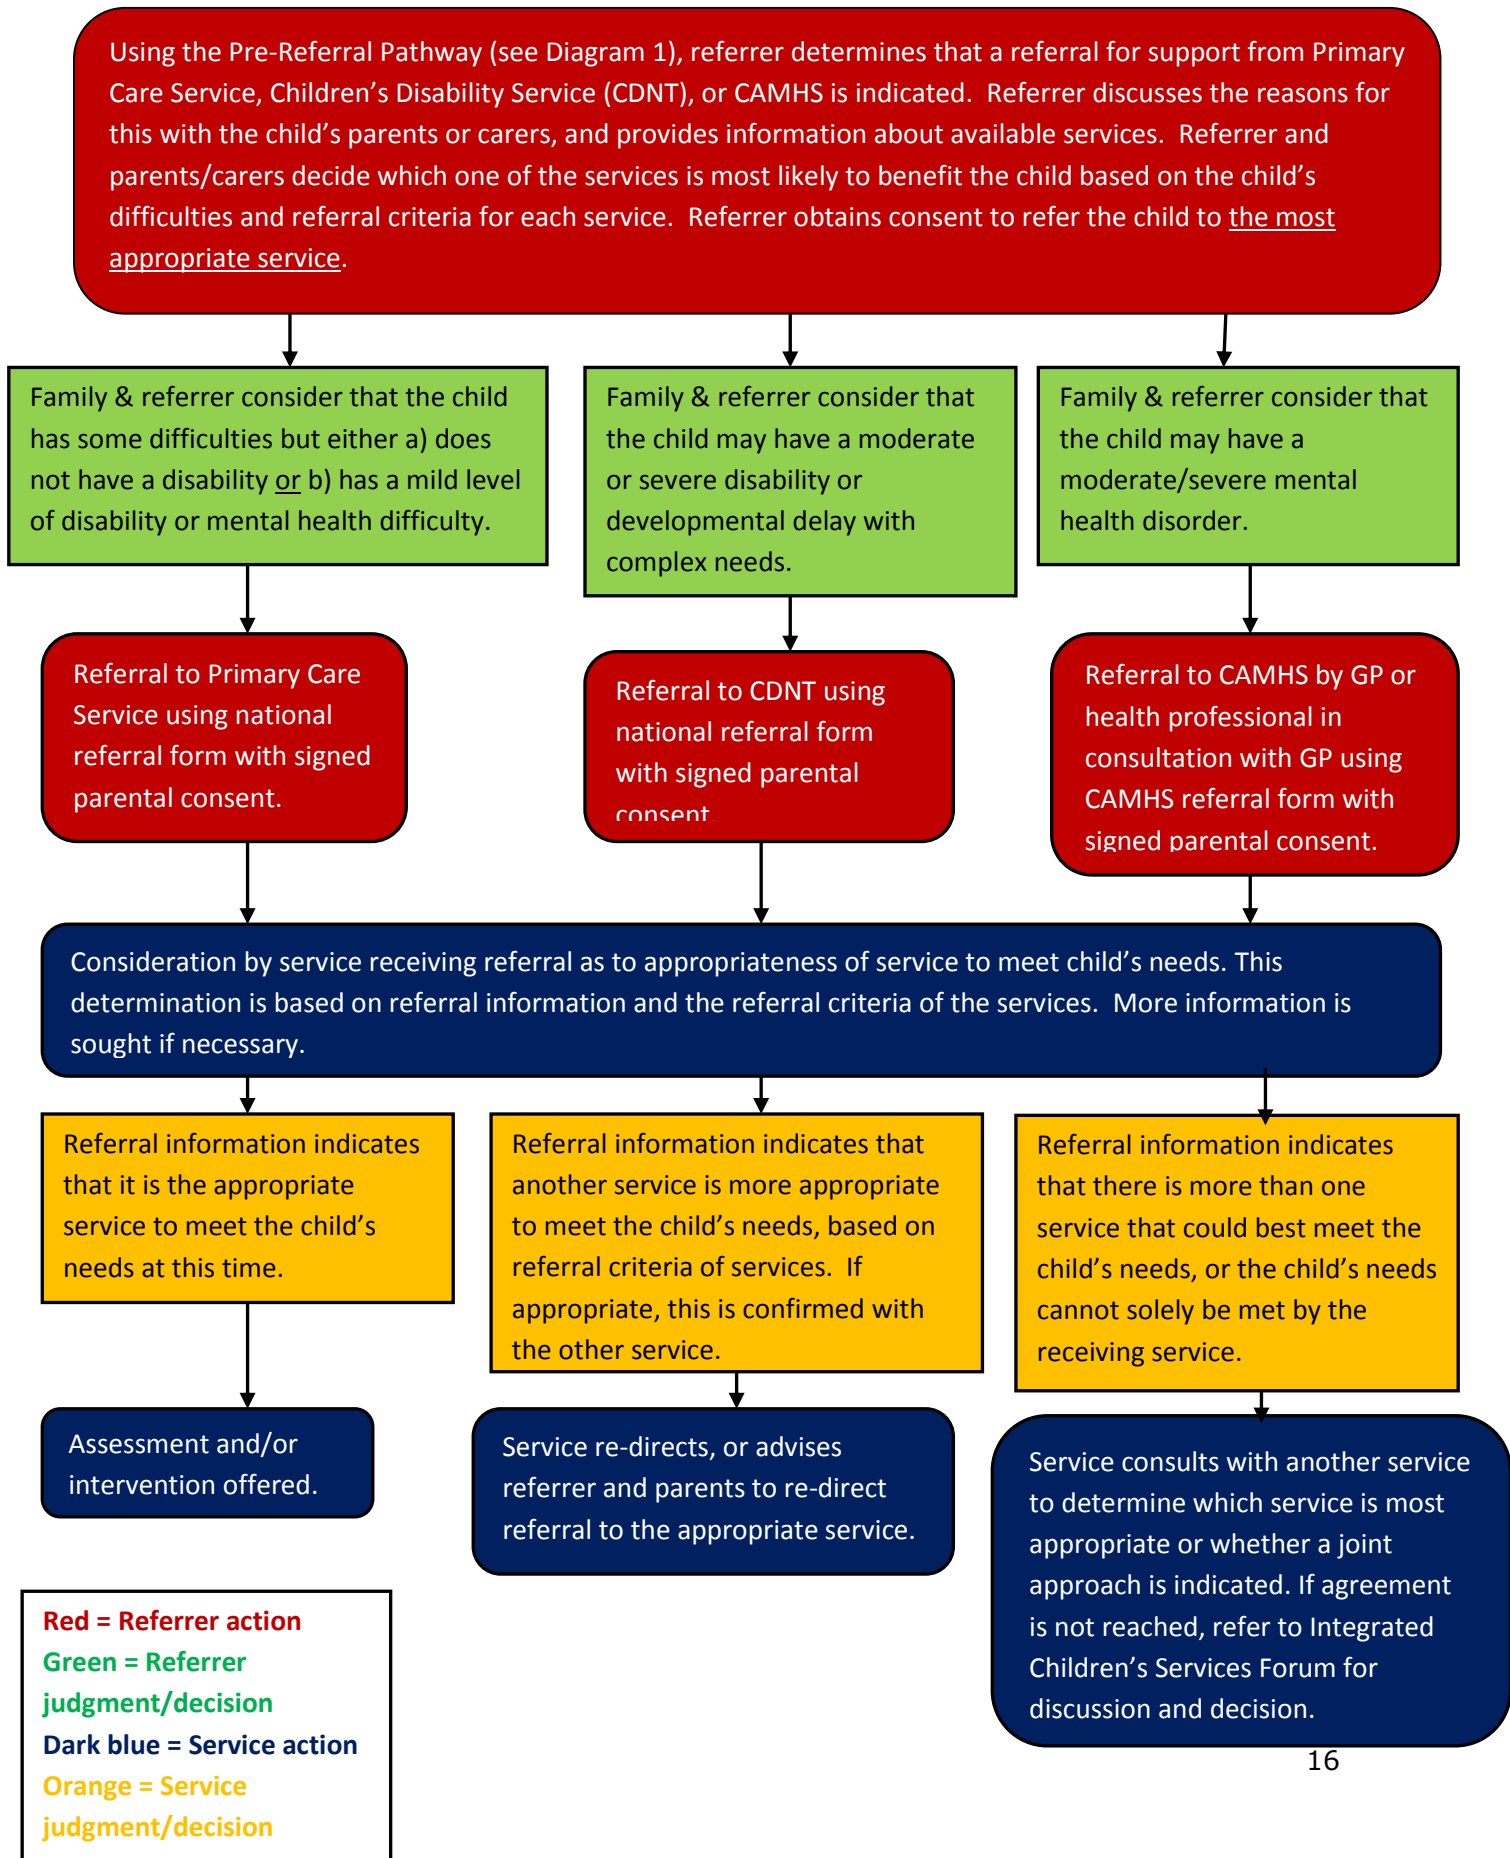 Using the Pre-Referral Pathway (see Diagram 1), referrer determines that a referral for support from Primary
Care Service, Children’s Disability Service (CDNT), or CAMHS is indicated.  Referrer discusses the reasons for
this with the child’s parents or carers, and provides information about available services.  Referrer and
parents/carers decide which one of the services is most likely to benefit the child based on the child’s
difficulties and referral criteria for each service.  Referrer obtains consent to refer the child to the most
appropriate service.
Family & referrer consider that the child
has some difficulties but either a) does
not have a disability or b) has a mild level
of disability or mental health difficulty.
Family & referrer consider that
the child may have a moderate
or severe disability or
developmental delay with
complex needs.
Family & referrer consider that
the child may have a
moderate/severe mental
health disorder.
Referral to Primary Care
Service using national
referral form with signed
parental consent.
Referral to CDNT using
national referral form
with signed parental
consent.
Referral to CAMHS by GP or
health professional in
consultation with GP using
CAMHS referral form with
signed parental consent.
Consideration by service receiving referral as to appropriateness of service to meet child’s needs. This
determination is based on referral information and the referral criteria of the services.  More information is
sought if necessary.
Referral information indicates
that it is the appropriate
service to meet the child’s
needs at this time.
Referral information indicates that
another service is more appropriate
to meet the child’s needs, based on
referral criteria of services.  If
appropriate, this is confirmed with
the other service.
Referral information indicates
that there is more than one
service that could best meet the
child’s needs, or the child’s needs
cannot solely be met by the
receiving service.
Assessment and/or
intervention offered.
Service re-directs, or advises
referrer and parents to re-direct
referral to the appropriate service.
Service consults with another service
to determine which service is most
appropriate or whether a joint
approach is indicated. If agreement
is not reached, refer to Integrated
Children’s Services Forum for
discussion and decision.
Red = Referrer action
Green = Referrer
judgment/decision
Dark blue = Service action
Orange = Service
judgment/decision
16